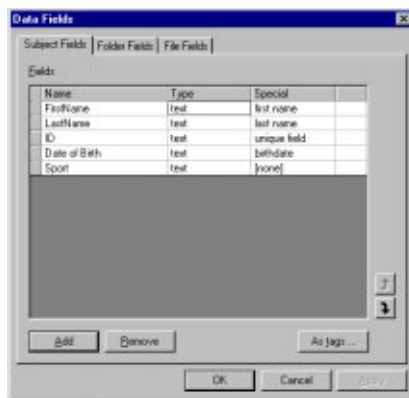 Data Fields
Subject Fields Folder Fields File Fields
Fields:
Name Type Special
FirstName text first name
LastName text last name
ID text unique field
Date of Birth text birthdate
Sport text [none]
Add Remove As tags ...
OK Cancel Apply